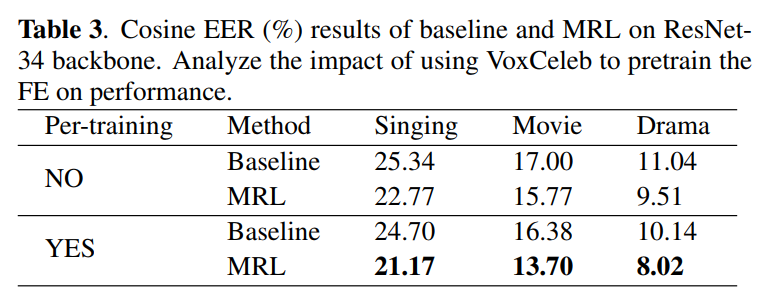 Table 3. Cosine EER (%) results of baseline and MRL on ResNet-
34 backbone. Analyze the impact of using VoxCeleb to pretrain the
FE on performance.
Per-training Method Singing Movie Drama
NO
Baseline 25.34 17.00 11.04
MRL 22.77 15.77 9.51
YES
Baseline 24.70 16.38 10.14
MRL 21.17 13.70 8.02